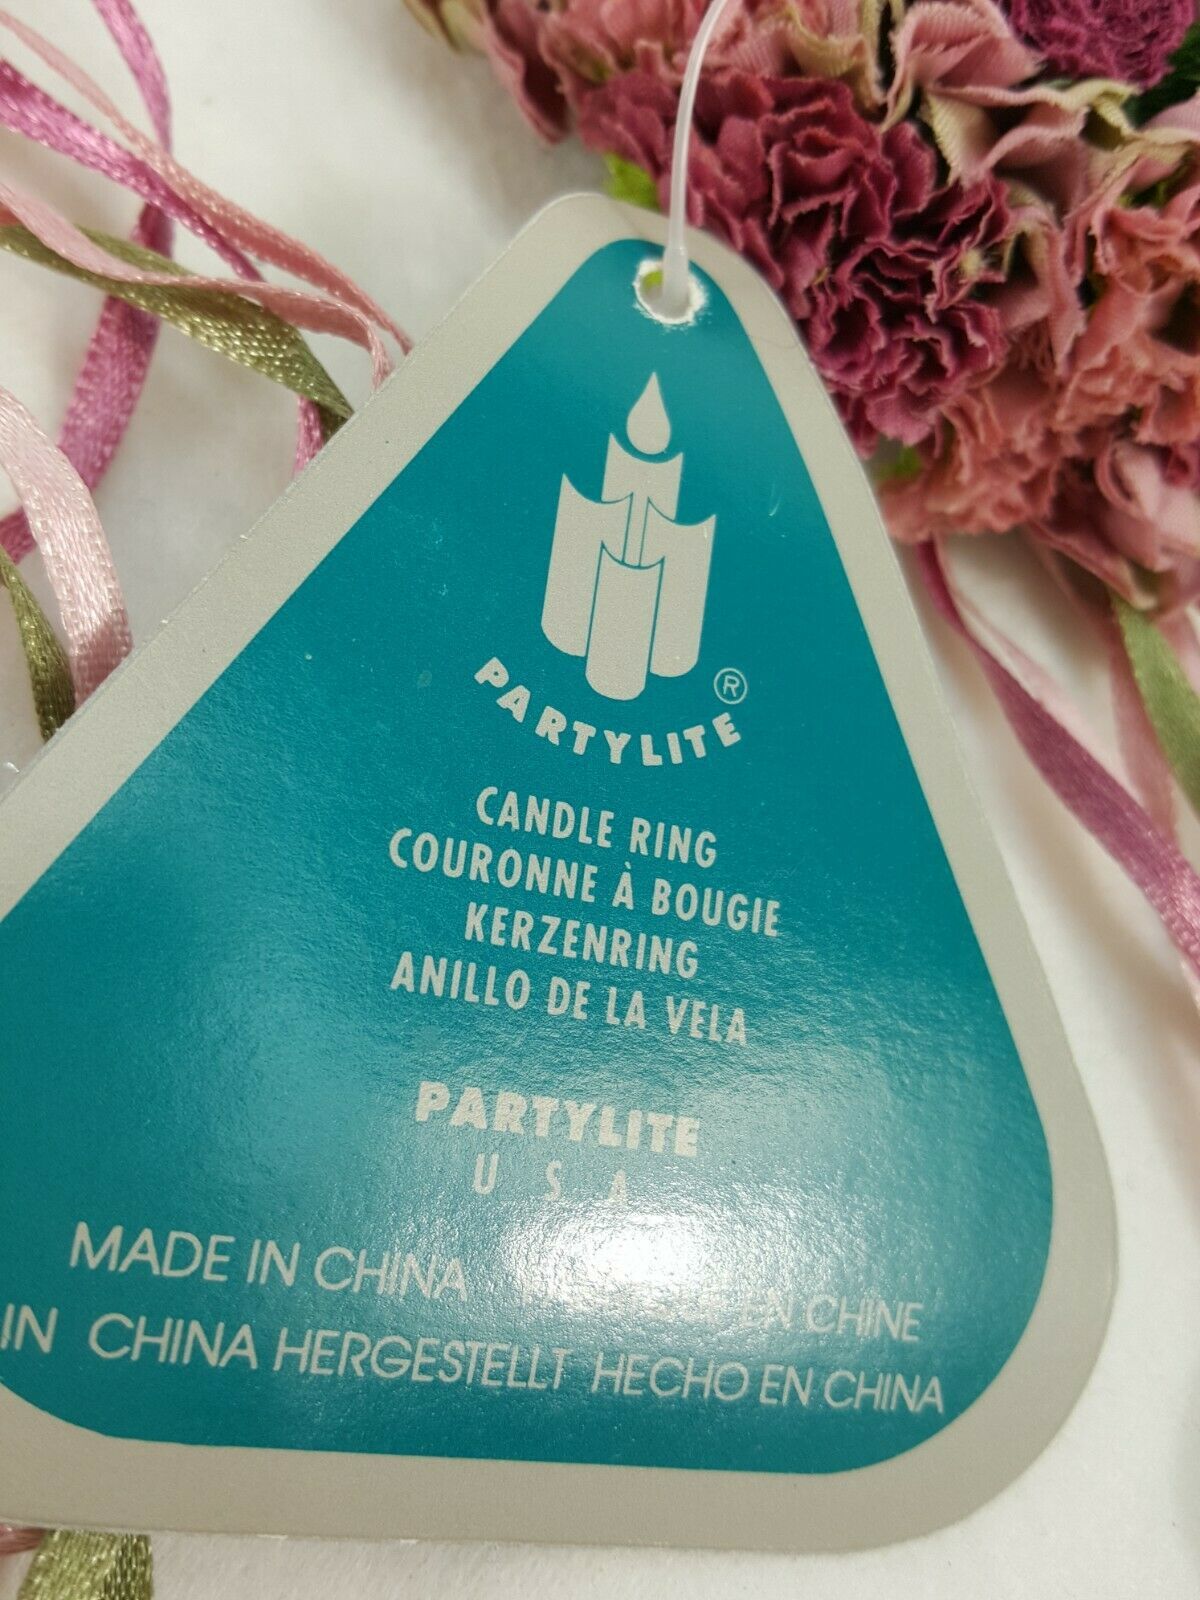 PARTYLITE ®
CANDLE RING
COURONNE À BOUGIE
KERZENRING
ANILLO DE LA VELA
PARTYLITE
U S A
MADE IN CHINA EN CHINE
IN CHINA HERGESTELLT HECHO EN CHINA